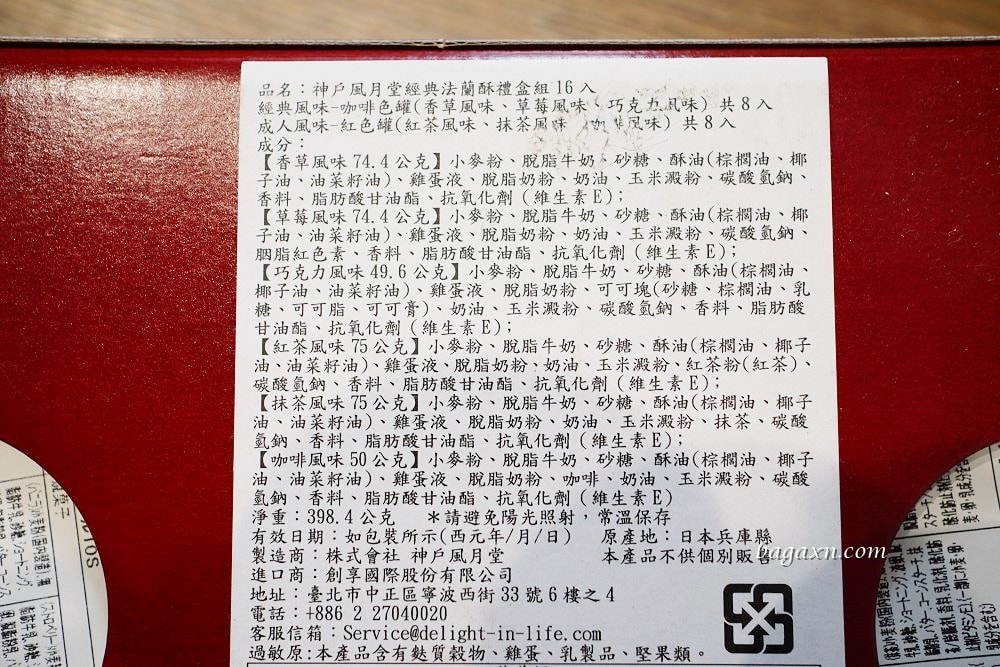 品名：神戶風月堂經典法蘭酥禮盒組16入
經典風味-咖啡色罐(香草風味、草莓風味、巧克力風味) 共8入
成人風味-紅色罐(紅茶風味、抹茶風味、咖啡風味) 共8入
成分：
【香草風味 74.4 公克】小麥粉、脫脂牛奶、砂糖、酥油(棕櫚油、椰
子油、油菜籽油)、雞蛋液、脫脂奶粉、奶油、玉米澱粉、碳酸氫鈉、
香料、脂肪酸甘油酯、抗氧化劑 (維生素 E)；
【草莓風味 74.4 公克】小麥粉、脫脂牛奶、砂糖、酥油(棕櫚油、椰
子油、油菜籽油)、雞蛋液、脫脂奶粉、奶油、玉米澱粉、碳酸氫鈉、
胭脂紅色素、香料、脂肪酸甘油酯、抗氧化劑 (維生素 E)；
【巧克力風味 49.6 公克】小麥粉、脫脂牛奶、砂糖、酥油(棕櫚油、
椰子油、油菜籽油)、雞蛋液、脫脂奶粉、可可塊(砂糖、棕櫚油、乳
糖、可可脂、可可膏)、奶油、玉米澱粉、碳酸氫鈉、香料、脂肪酸
甘油酯、抗氧化劑 (維生素 E)；
【紅茶風味 75 公克】小麥粉、脫脂牛奶、砂糖、酥油(棕櫚油、椰子
油、油菜籽油)、雞蛋液、脫脂奶粉、奶油、玉米澱粉、紅茶粉(紅茶)、
碳酸氫鈉、香料、脂肪酸甘油酯、抗氧化劑 (維生素 E)；
【抹茶風味 75 公克】小麥粉、脫脂牛奶、砂糖、酥油(棕櫚油、椰子
油、油菜籽油)、雞蛋液、脫脂奶粉、奶油、玉米澱粉、抹茶、碳酸
氫鈉、香料、脂肪酸甘油酯、抗氧化劑 (維生素 E)；
【咖啡風味 50 公克】小麥粉、脫脂牛奶、砂糖、酥油(棕櫚油、椰子
油、油菜籽油)、雞蛋液、脫脂奶粉、咖啡、奶油、玉米澱粉、碳酸
氫鈉、香料、脂肪酸甘油酯、抗氧化劑 (維生素 E)
淨重：398.4 公克 *請避免陽光照射，常溫保存
有效日期：如包裝所示(西元年/月/日) 原產地：日本兵庫縣
製造商：株式會社 神戶風月堂 本產品不供個別販售
bagaxn.com
進口商：創享國際股份有限公司
地址：臺北市中正區寧波西街 33 號 6 樓之 4
電話：+886 2 27040020
客服信箱：Service@delight-in-life.com
過敏原:本產品含有麩質穀物、雞蛋、乳製品、堅果類。